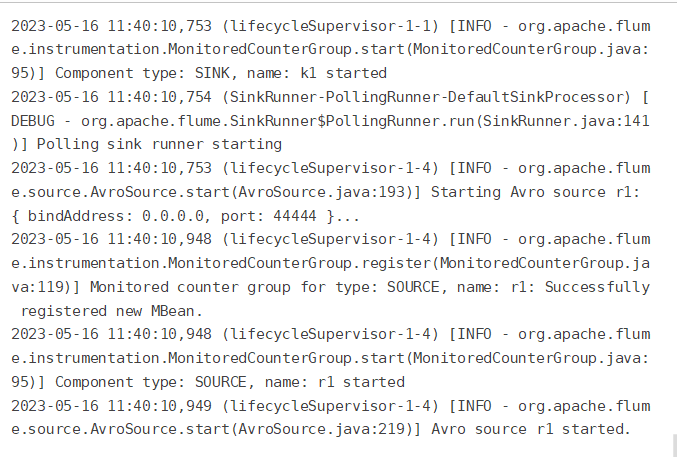 2023-05-16 11:40:10,753 (lifecycleSupervisor-1-1) [INFO - org.apache.flum
e.instrumentation.MonitoredCounterGroup.start(MonitoredCounterGroup.java:
95)] Component type: SINK, name: k1 started
2023-05-16 11:40:10,754 (SinkRunner-PollingRunner-DefaultSinkProcessor) [
DEBUG - org.apache.flume.SinkRunner$PollingRunner.run(SinkRunner.java:141
)] Polling sink runner starting
2023-05-16 11:40:10,753 (lifecycleSupervisor-1-4) [INFO - org.apache.flum
e.source.AvroSource.start(AvroSource.java:193)] Starting Avro source r1:
{ bindAddress: 0.0.0.0, port: 44444 }...
2023-05-16 11:40:10,948 (lifecycleSupervisor-1-4) [INFO - org.apache.flum
e.instrumentation.MonitoredCounterGroup.register(MonitoredCounterGroup.ja
va:119)] Monitored counter group for type: SOURCE, name: r1: Successfully
 registered new MBean.
2023-05-16 11:40:10,948 (lifecycleSupervisor-1-4) [INFO - org.apache.flum
e.instrumentation.MonitoredCounterGroup.start(MonitoredCounterGroup.java:
95)] Component type: SOURCE, name: r1 started
2023-05-16 11:40:10,949 (lifecycleSupervisor-1-4) [INFO - org.apache.flum
e.source.AvroSource.start(AvroSource.java:219)] Avro source r1 started.